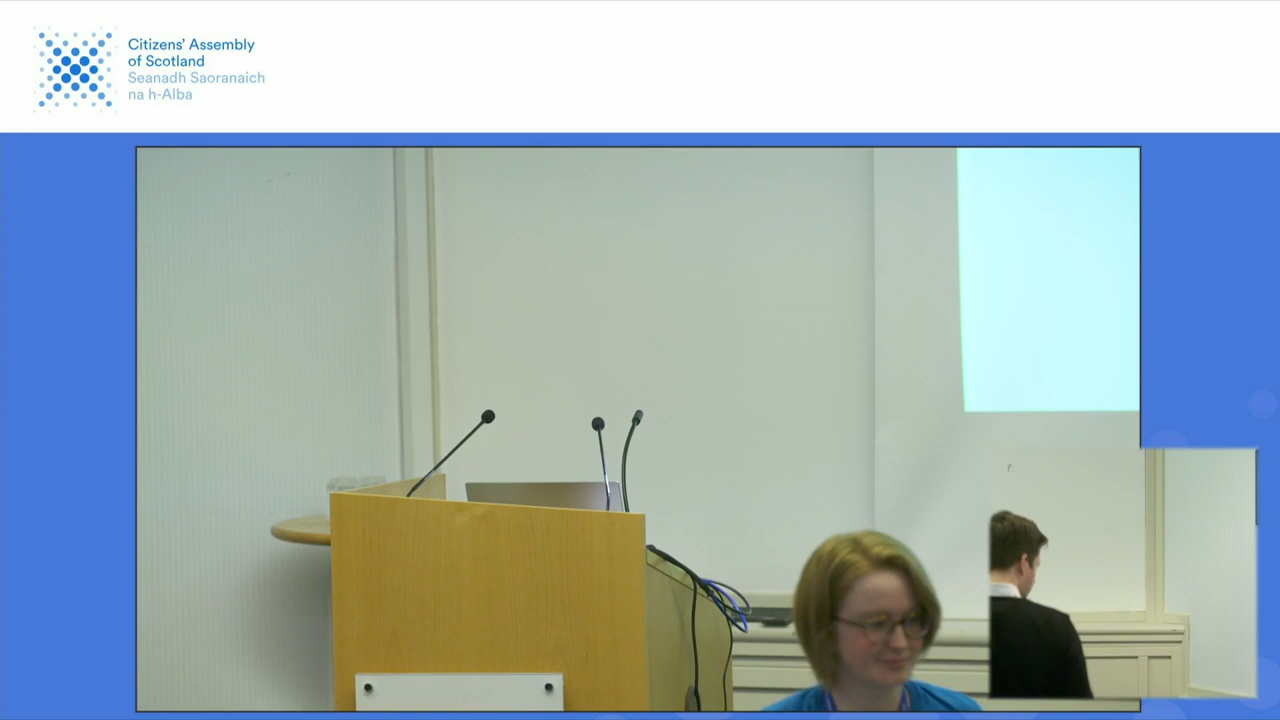 Citizens' Assembly
of Scotland
Seanadh Saoranaich
na h-Alba